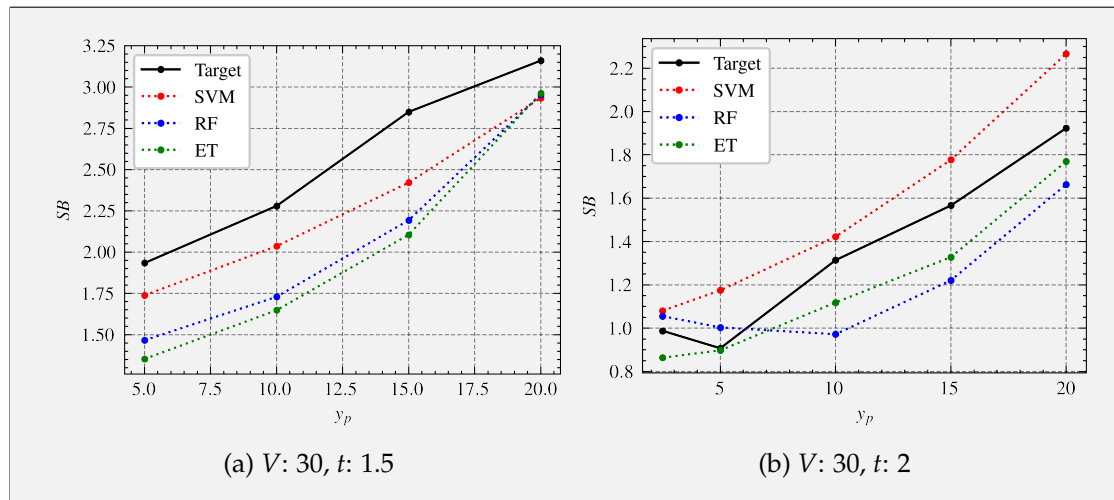 3.25
3.00
2.75
2.50
2.25
2.00
1.75
1.50
SB
Target
SVM
RF
ET
5.0 7.5 10.0 12.5 15.0 17.5 20.0
y_p
(a) V: 30, t: 1.5
2.2
2.0
1.8
1.6
1.4
1.2
1.0
0.8
SB
Target
SVM
RF
ET
5 10 15 20
y_p
(b) V: 30, t: 2